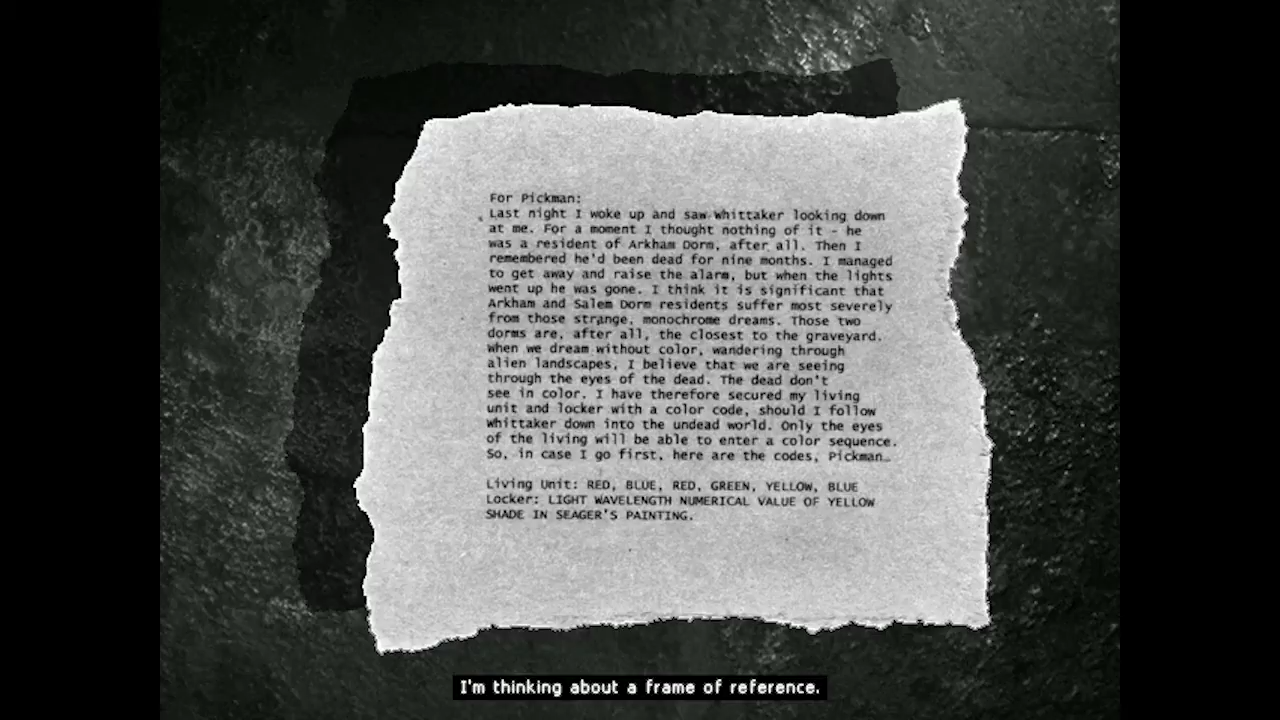 For Pickman:
Last night I woke up and saw Whittaker looking down
at me. For a moment I thought nothing of it - he
was a resident of Arkham Dorm, after all. Then I
remembered he'd been dead for nine months. I managed
to get away and raise the alarm, but when the lights
went up he was gone. I think it is significant that
Arkham and Salem Dorm residents suffer most severely
from those strange, monochrome dreams. Those two
dorms are, after all, the closest to the graveyard.
When we dream without color, wandering through
alien landscapes, I believe that we are seeing
through the eyes of the dead. The dead don't
see in color. I have therefore secured my living
unit and locker with a color code, should I follow
Whittaker down into the undead world. Only the eyes
of the living will be able to enter a color sequence.
So, in case I go first, here are the codes, Pickman…
Living Unit: RED, BLUE, RED, GREEN, YELLOW, BLUE
Locker: LIGHT WAVELENGTH NUMERICAL VALUE OF YELLOW
SHADE IN SEAGER'S PAINTING.
I'm thinking about a frame of reference.